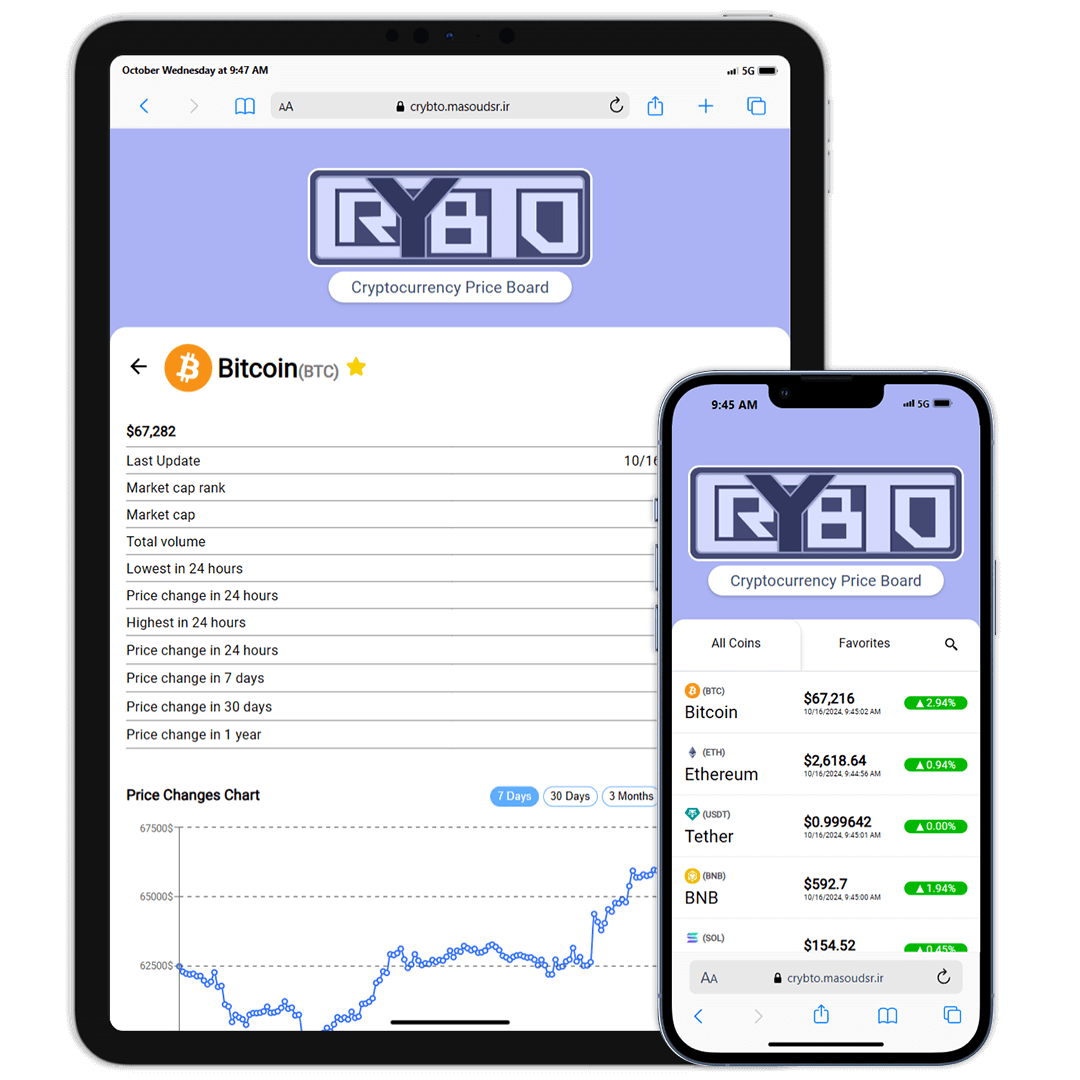 October Wednesday at 9:47 AM
5G
AA
crybto.masoudsr.ir
CRYBTO
Cryptocurrency Price Board
Bitcoin(BTC)
$67,282
Last Update 10/16
Market cap rank
Market cap
Total volume
Lowest in 24 hours
Price change in 24 hours
Highest in 24 hours
Price change in 24 hours
Price change in 7 days
Price change in 30 days
Price change in 1 year
Price Changes Chart
7 Days 30 Days 3 Months
67500$
65000$
62500$
9:45 AM
5G
CRYBTO
Cryptocurrency Price Board
All Coins Favorites
(BTC)
Bitcoin
$67,216
10/16/2024, 9:45:02 AM
▲2.94%
(ETH)
Ethereum
$2,618.64
10/16/2024, 9:44:56 AM
▲0.94%
(USDT)
Tether
$0.999642
10/16/2024, 9:45:01 AM
▲0.00%
(BNB)
BNB
$592.7
10/16/2024, 9:45:00 AM
▲1.94%
(SOL)
$154.52
▲0.45%
AA
crybto.masoudsr.ir